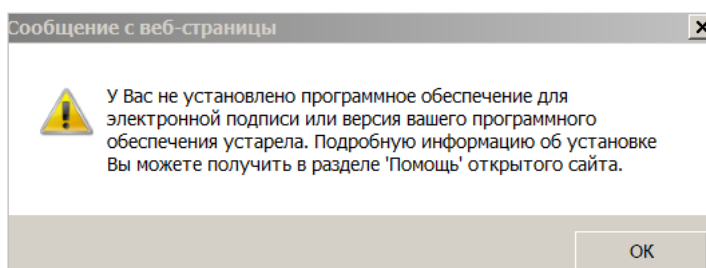 Сообщение с веб-страницы
У Вас не установлено программное обеспечение для
электронной подписи или версия вашего программного
обеспечения устарела. Подробную информацию об установке
Вы можете получить в разделе 'Помощь' открытого сайта.
ОК